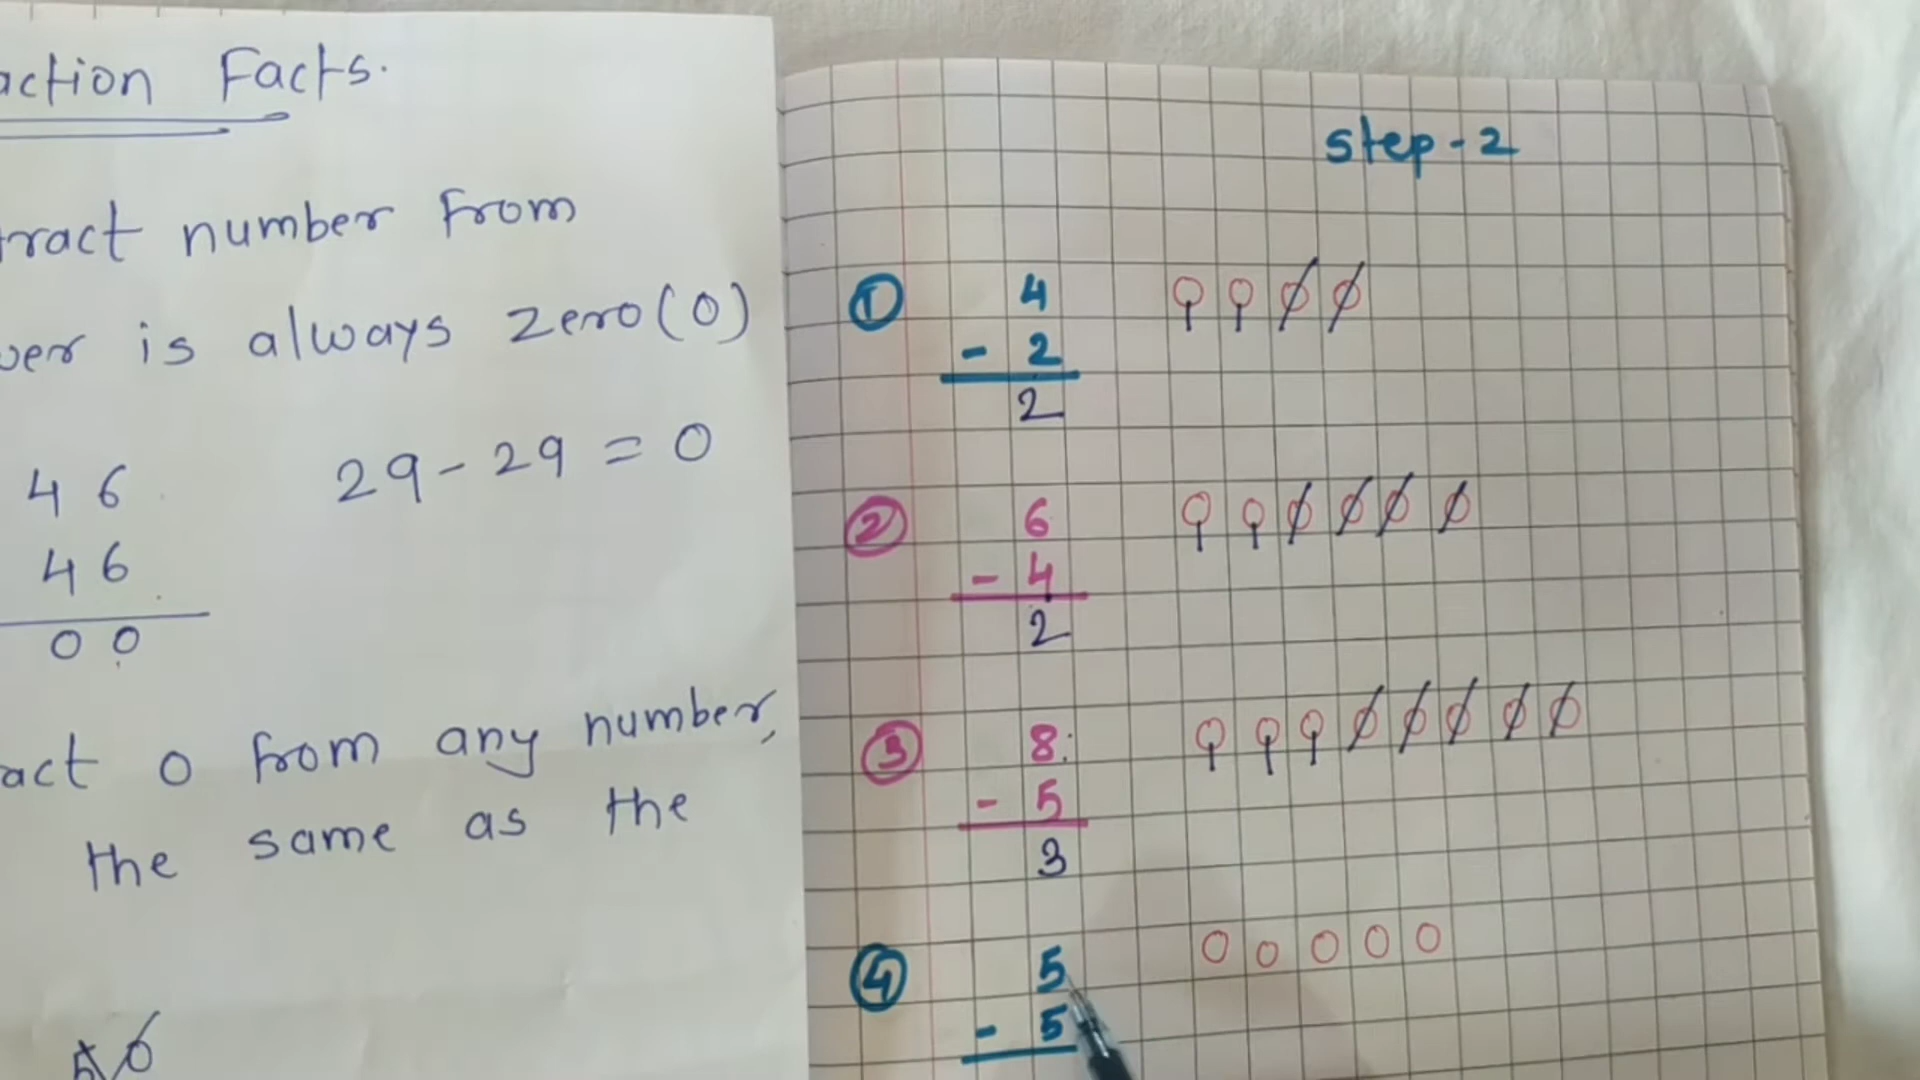 action Facts.
tract number from
wer is always zero(0)
46 29-29=0
46
00
act 0 from any number,
the same as the
step-2
① 4
- 2
2
② 6
- 4
2
③ 8
- 5
3
④ 5
- 5